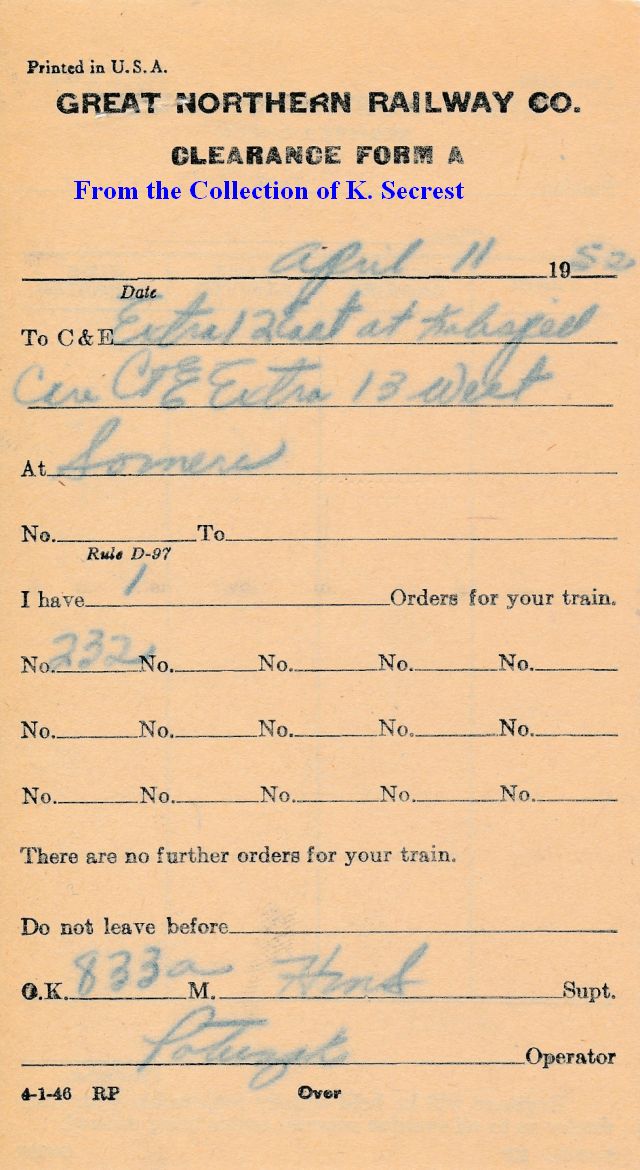 Printed in U.S.A.
GREAT NORTHERN RAILWAY CO.
CLEARANCE FORM A
From the Collection of K. Secrest
April 11 1952
Date
To C & E Extra 12 East at Kalispell
Care C&E Extra 13 West
At Somers
No. To
Rule D-97
I have 1 Orders for your train.
No. 232 No. No. No. No.
No. No. No. No. No.
No. No. No. No. No.
There are no further orders for your train.
Do not leave before
O.K. 833a M. HMS Supt.
Operator
4-1-46 RP Over